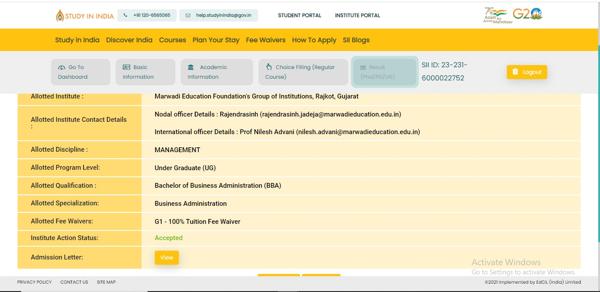 STUDY IN INDIA
+91 120-6565065
help.studyinindia@gov.in
STUDENT PORTAL
INSTITUTE PORTAL
G20
Study in India Discover India Courses Plan Your Stay Fee Waivers How To Apply SII Blogs
Go To
Dashboard
Basic
Information
Academic
Information
Choice Filling (Regular
Course)
Result
SII ID: 23-231-
6000022752
Logout
Allotted Institute : Marwadi Education Foundation's Group of Institutions, Rajkot, Gujarat
Allotted Institute Contact Details
:
Nodal officer Details : Rajendrasinh (rajendrasinh.jadeja@marwadieducation.edu.in)
International officer Details : Prof Nilesh Advani (nilesh.advani@marwadieducation.edu.in)
Allotted Discipline : MANAGEMENT
Allotted Program Level: Under Graduate (UG)
Allotted Qualification : Bachelor of Business Administration (BBA)
Allotted Specialization: Business Administration
Allotted Fee Waivers: G1 - 100% Tuition Fee Waiver
Institute Action Status: Accepted
Admission Letter: View
Activate Windows
Go to Settings to activate Windows.
PRIVACY POLICY CONTACT US SITE MAP
©2021 Implemented by EdCIL (India) Limited